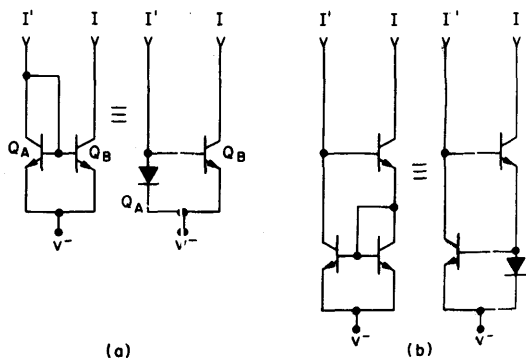 I' I I' I I' I I' I
Q_A Q_B Q_B
Q_A
V⁻ V⁻
V⁻ V⁻
(a) (b)